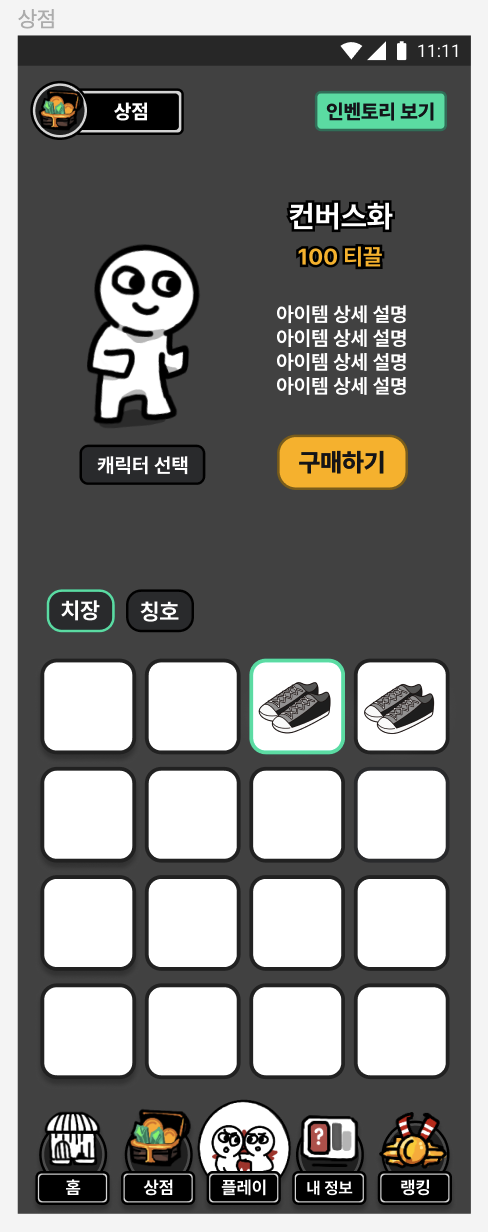 상점
11:11
상점
인벤토리 보기
컨버스화
100 티끌
아이템 상세 설명
아이템 상세 설명
아이템 상세 설명
아이템 상세 설명
캐릭터 선택
구매하기
치장
칭호
?
홈
상점
플레이
내 정보
랭킹